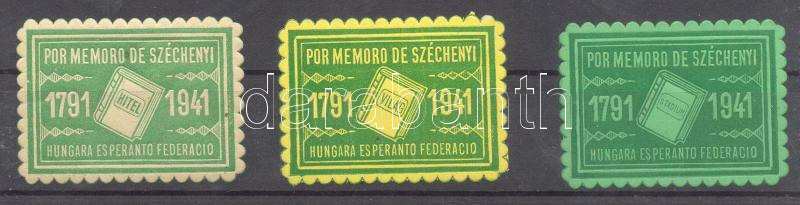 POR MEMORO DE SZÉCHENYI
1791 HITEL 1941
HUNGARA ESPERANTO FEDERACIO
POR MEMORO DE SZÉCHENYI
1791 VILÁG 1941
HUNGARA ESPERANTO FEDERACIO
POR MEMORO DE SZÉCHENYI
1791 STADIUM 1941
HUNGARA ESPERANTO FEDERACIO
darabanth